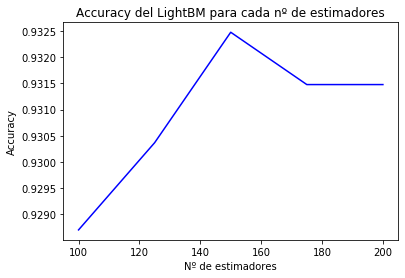 Accuracy del LightBM para cada nº de estimadores
0.9325
0.9320
0.9315
0.9310
0.9305
0.9300
0.9295
0.9290
Accuracy
100 120 140 160 180 200
Nº de estimadores